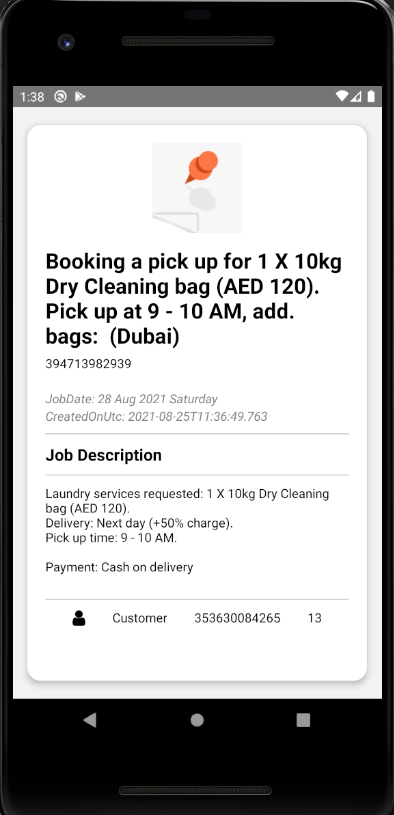 1:38
Booking a pick up for 1 X 10kg
Dry Cleaning bag (AED 120).
Pick up at 9 - 10 AM, add.
bags:  (Dubai)
394713982939
JobDate: 28 Aug 2021 Saturday
CreatedOnUtc: 2021-08-25T11:36:49.763
Job Description
Laundry services requested: 1 X 10kg Dry Cleaning
bag (AED 120).
Delivery: Next day (+50% charge).
Pick up time: 9 - 10 AM.
Payment: Cash on delivery
Customer 353630084265 13